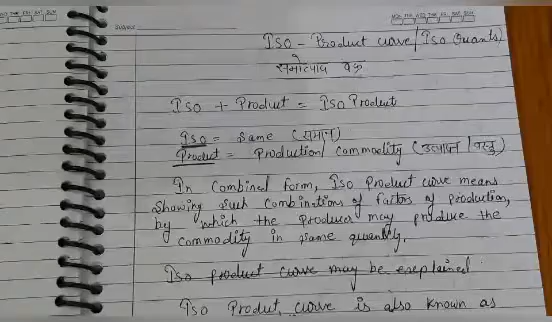 Subject
Iso - Product curve/Iso Quants)
समोत्पाद वक्र
Iso + Product = Iso Product
Iso = Same (समान)
Product = Production/ commodity (उत्पादन / वस्तु)
In Combined form, Iso Product curve means
Showing such Combinations of factors of production,
by which the Producer may produce the
commodity in same quantity.
Iso product curve may be exeplained
Iso Product, curve is also known as